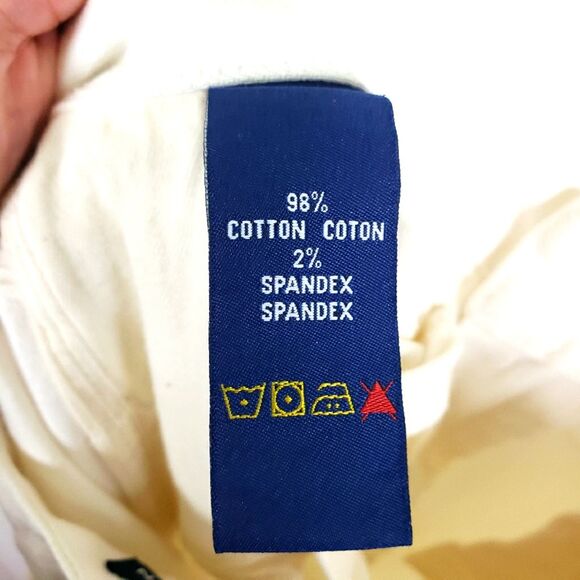 98%
COTTON COTON
2%
SPANDEX
SPANDEX